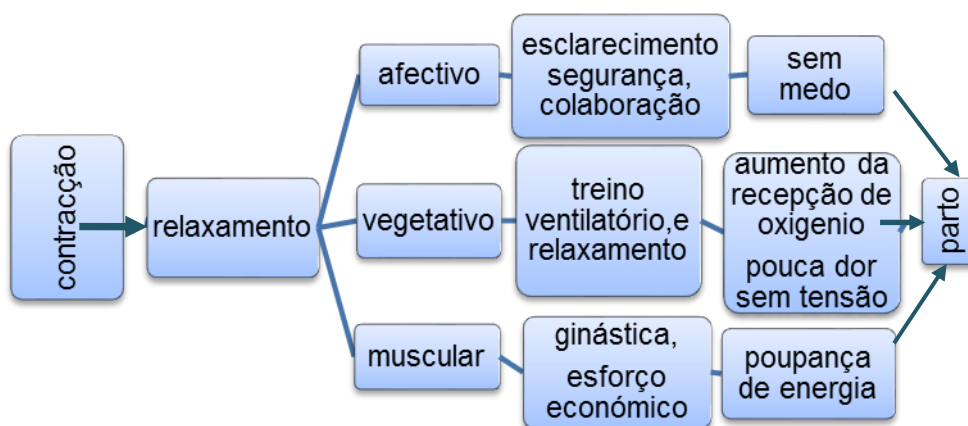 contracção
relaxamento
afectivo
esclarecimento
segurança,
colaboração
sem
medo
vegetativo
treino
ventilatório,e
relaxamento
aumento da
recepção de
oxigenio
pouca dor
sem tensão
muscular
ginástica,
esforço
económico
poupança
de energia
parto